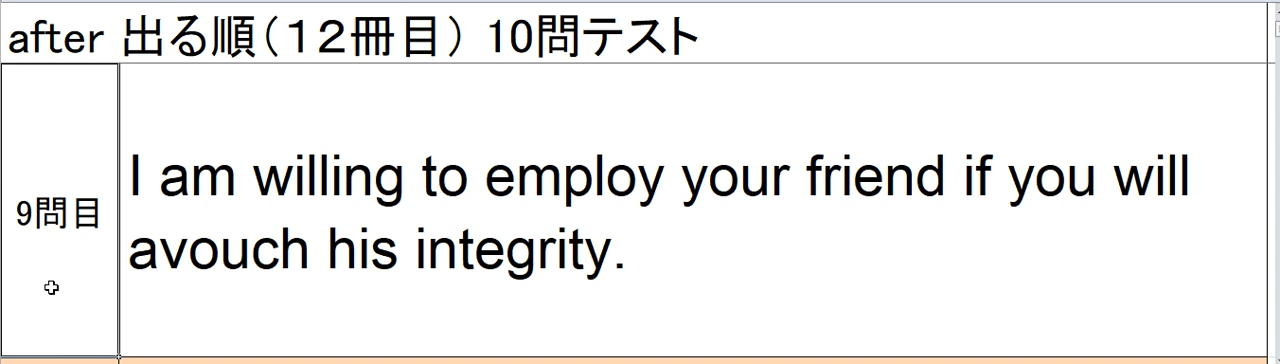 after 出る順（１２冊目） 10問テスト
9問目
I am willing to employ your friend if you will
avouch his integrity.